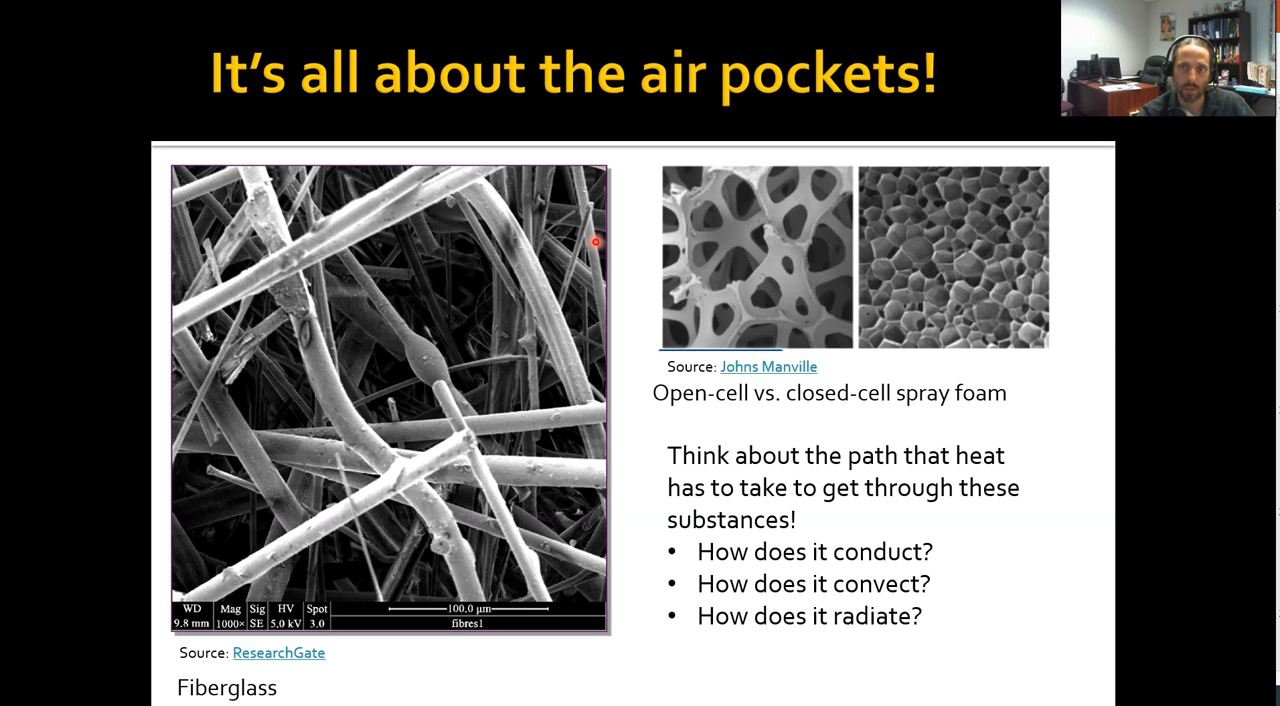 It's all about the air pockets!
WD Mag Sig HV Spot 100.0 µm
9.8 mm 1000× SE 5.0 kV 3.0 fibres1
Source: ResearchGate
Fiberglass
Source: Johns Manville
Open-cell vs. closed-cell spray foam
Think about the path that heat
has to take to get through these
substances!
• How does it conduct?
• How does it convect?
• How does it radiate?